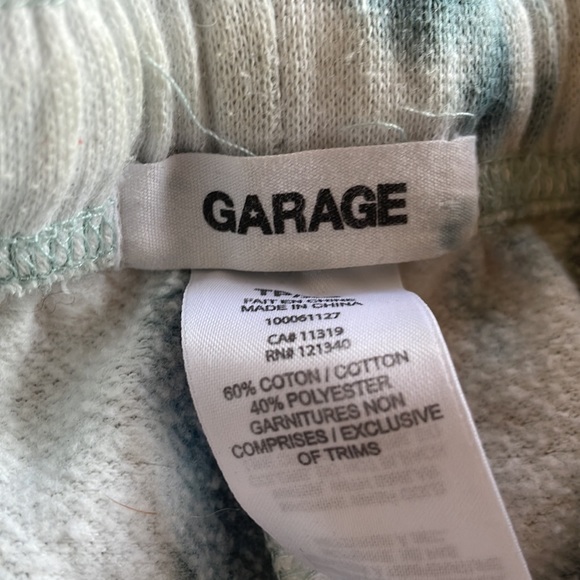 GARAGE
FAIT EN CHINE
MADE IN CHINA
100061127
CA# 11319
RN# 121340
60% COTON / COTTON
40% POLYESTER
GARNITURES NON
COMPRISES / EXCLUSIVE
OF TRIMS